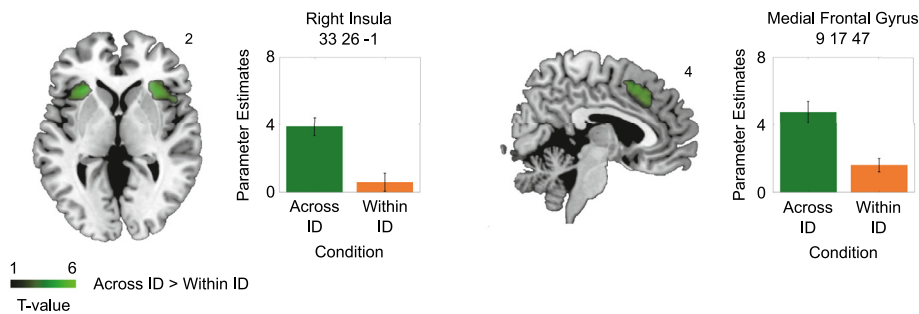 2
Right Insula
33 26 -1
Parameter Estimates
8
4
0
Across ID
Within ID
Condition
1 6
T-value
Across ID > Within ID
4
Medial Frontal Gyrus
9 17 47
Parameter Estimates
8
4
0
Across ID
Within ID
Condition